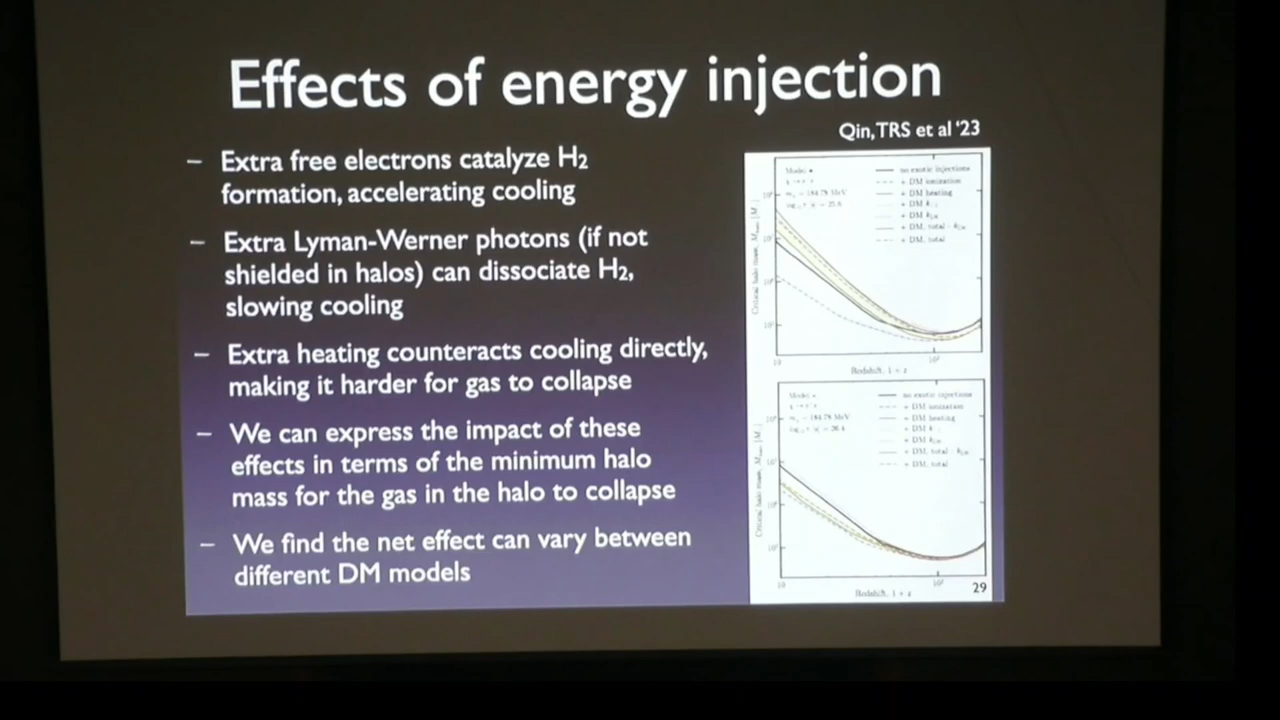 Effects of energy injection
Qin, TRS et al '23
– Extra free electrons catalyze H2
formation, accelerating cooling
– Extra Lyman-Werner photons (if not
shielded in halos) can dissociate H2,
slowing cooling
– Extra heating counteracts cooling directly,
making it harder for gas to collapse
– We can express the impact of these
effects in terms of the minimum halo
mass for the gas in the halo to collapse
– We find the net effect can vary between
different DM models
no exotic injections
+ DM ionization
+ DM heating
+ DM, total
Redshift, 1 + z
no exotic injections
+ DM ionization
+ DM heating
+ DM, total
Redshift, 1 + z
29